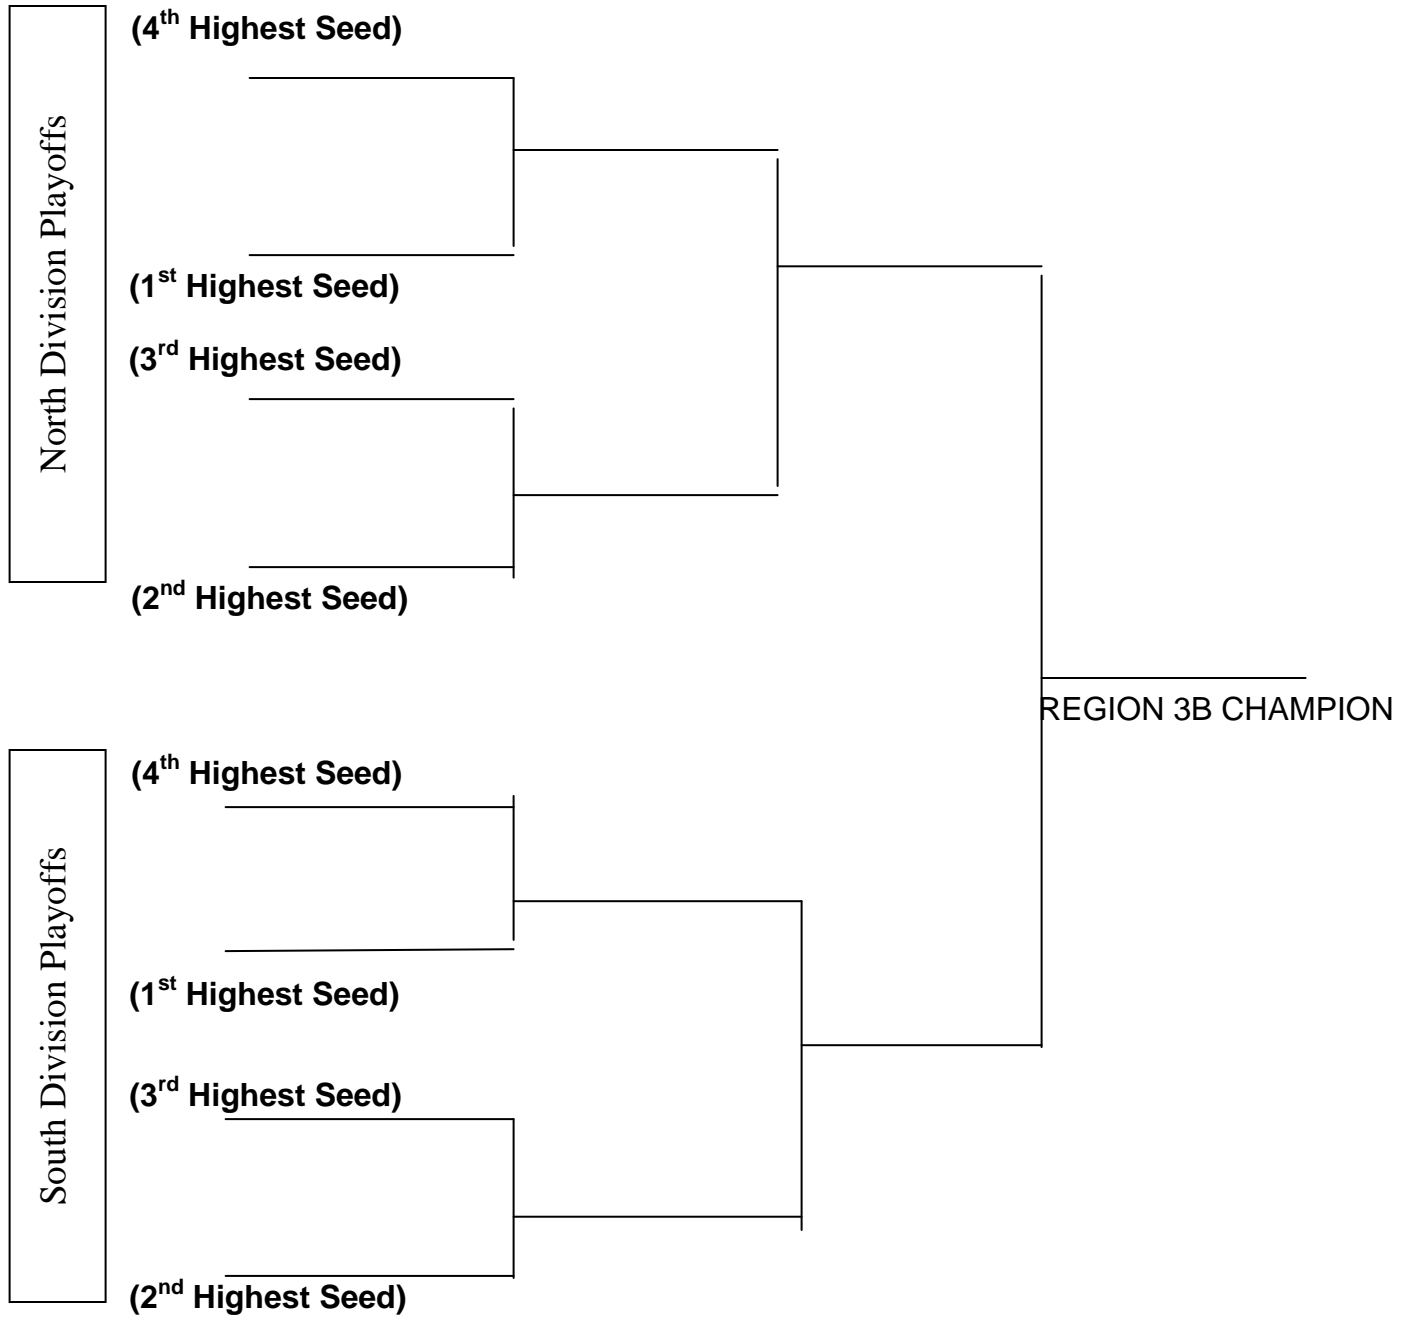 North Division Playoffs
(4th Highest Seed)
(1st Highest Seed)
(3rd Highest Seed)
(2nd Highest Seed)
REGION 3B CHAMPION
South Division Playoffs
(4th Highest Seed)
(1st Highest Seed)
(3rd Highest Seed)
(2nd Highest Seed)